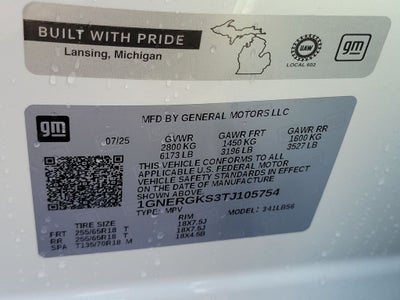 BUILT WITH PRIDE
Lansing, Michigan
UAW
LOCAL 602
gm
gm
MFD BY GENERAL MOTORS LLC
07/25 GVWR GAWR FRT GAWR RR
2800 KG 1450 KG 1600 KG
6173 LB 3196 LB 3527 LB
THIS VEHICLE CONFORMS TO ALL
APPLICABLE U.S. FEDERAL MOTOR
VEHICLE SAFETY STANDARDS IN
EFFECT ON THE DATE OF MANUFACTURE
SHOWN ABOVE.
1GNERGKS3TJ105754
TYPE: MPV MODEL: 341LB56
TIRE SIZE RIM
FRT 255/65R18 T 18X7.5J
RR 255/65R18 T 18X7.5J
SPA T135/70R18 M 18X4.5B